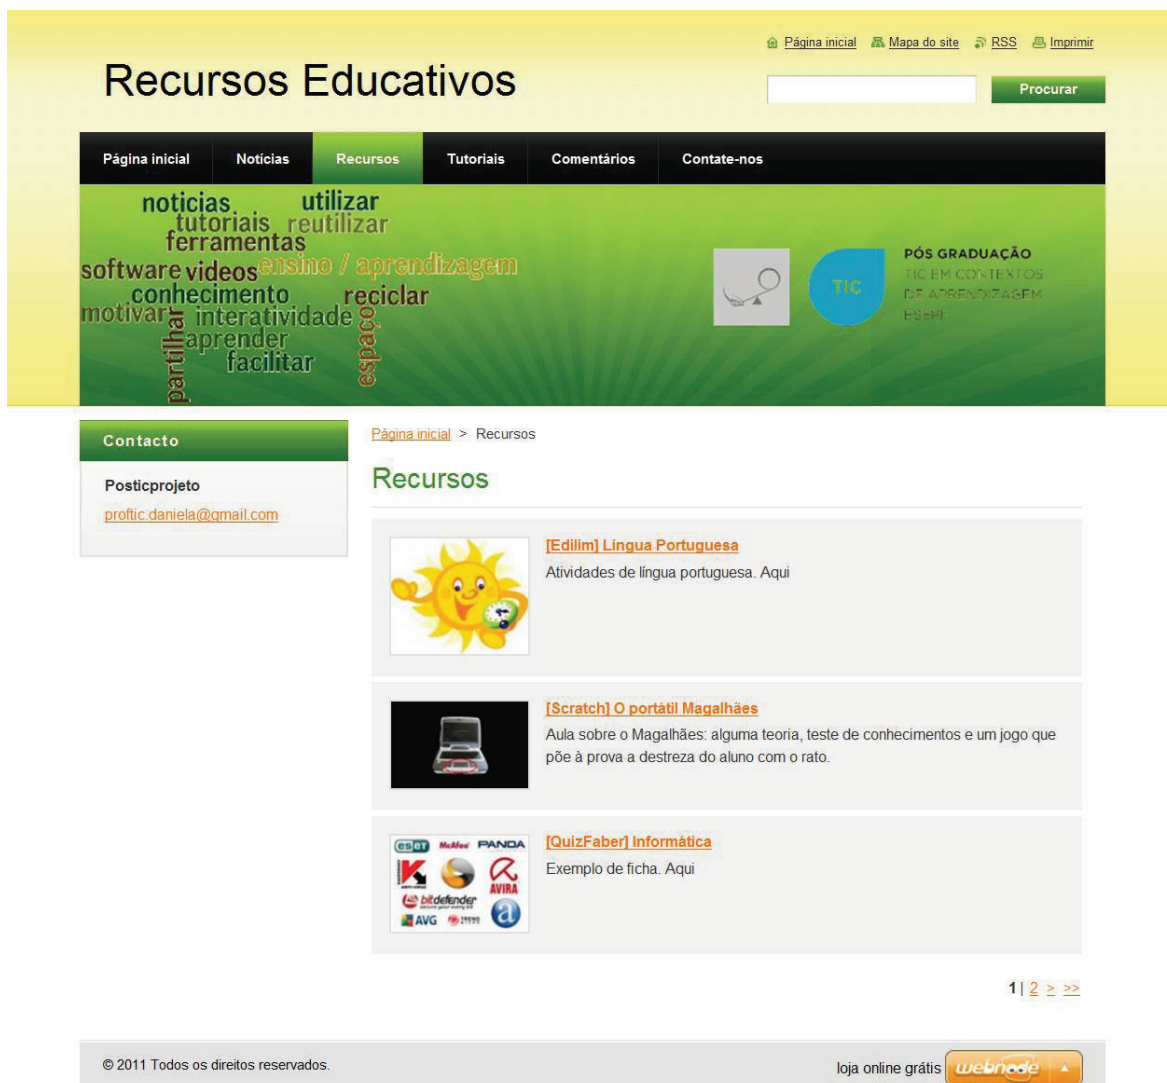 Página inicial Mapa do site RSS Imprimir
Recursos Educativos
Procurar
Página inicial Notícias Recursos Tutoriais Comentários Contate-nos
noticias utilizar
tutoriais reutilizar
ferramentas
software videos ensino / aprendizagem
conhecimento reciclar
motivar interatividade
partilhar aprender espaço
facilitar
TIC
PÓS GRADUAÇÃO
TIC EM CONTEXTOS
DE APRENDIZAGEM
Contacto
Posticprojeto
proftic.daniela@gmail.com
Página inicial > Recursos
Recursos
[Edilim] Lingua Portuguesa
Atividades de lingua portuguesa. Aqui
[Scratch] O portátil Magalhães
Aula sobre o Magalhães: alguma teoria, teste de conhecimentos e um jogo que
põe à prova a destreza do aluno com o rato.
[QuizFaber] Informática
Exemplo de ficha. Aqui
eset McAfee PANDA
AVIRA
bitdefender
AVG
1 | 2 > >>
© 2011 Todos os direitos reservados.
loja online grátis webnode